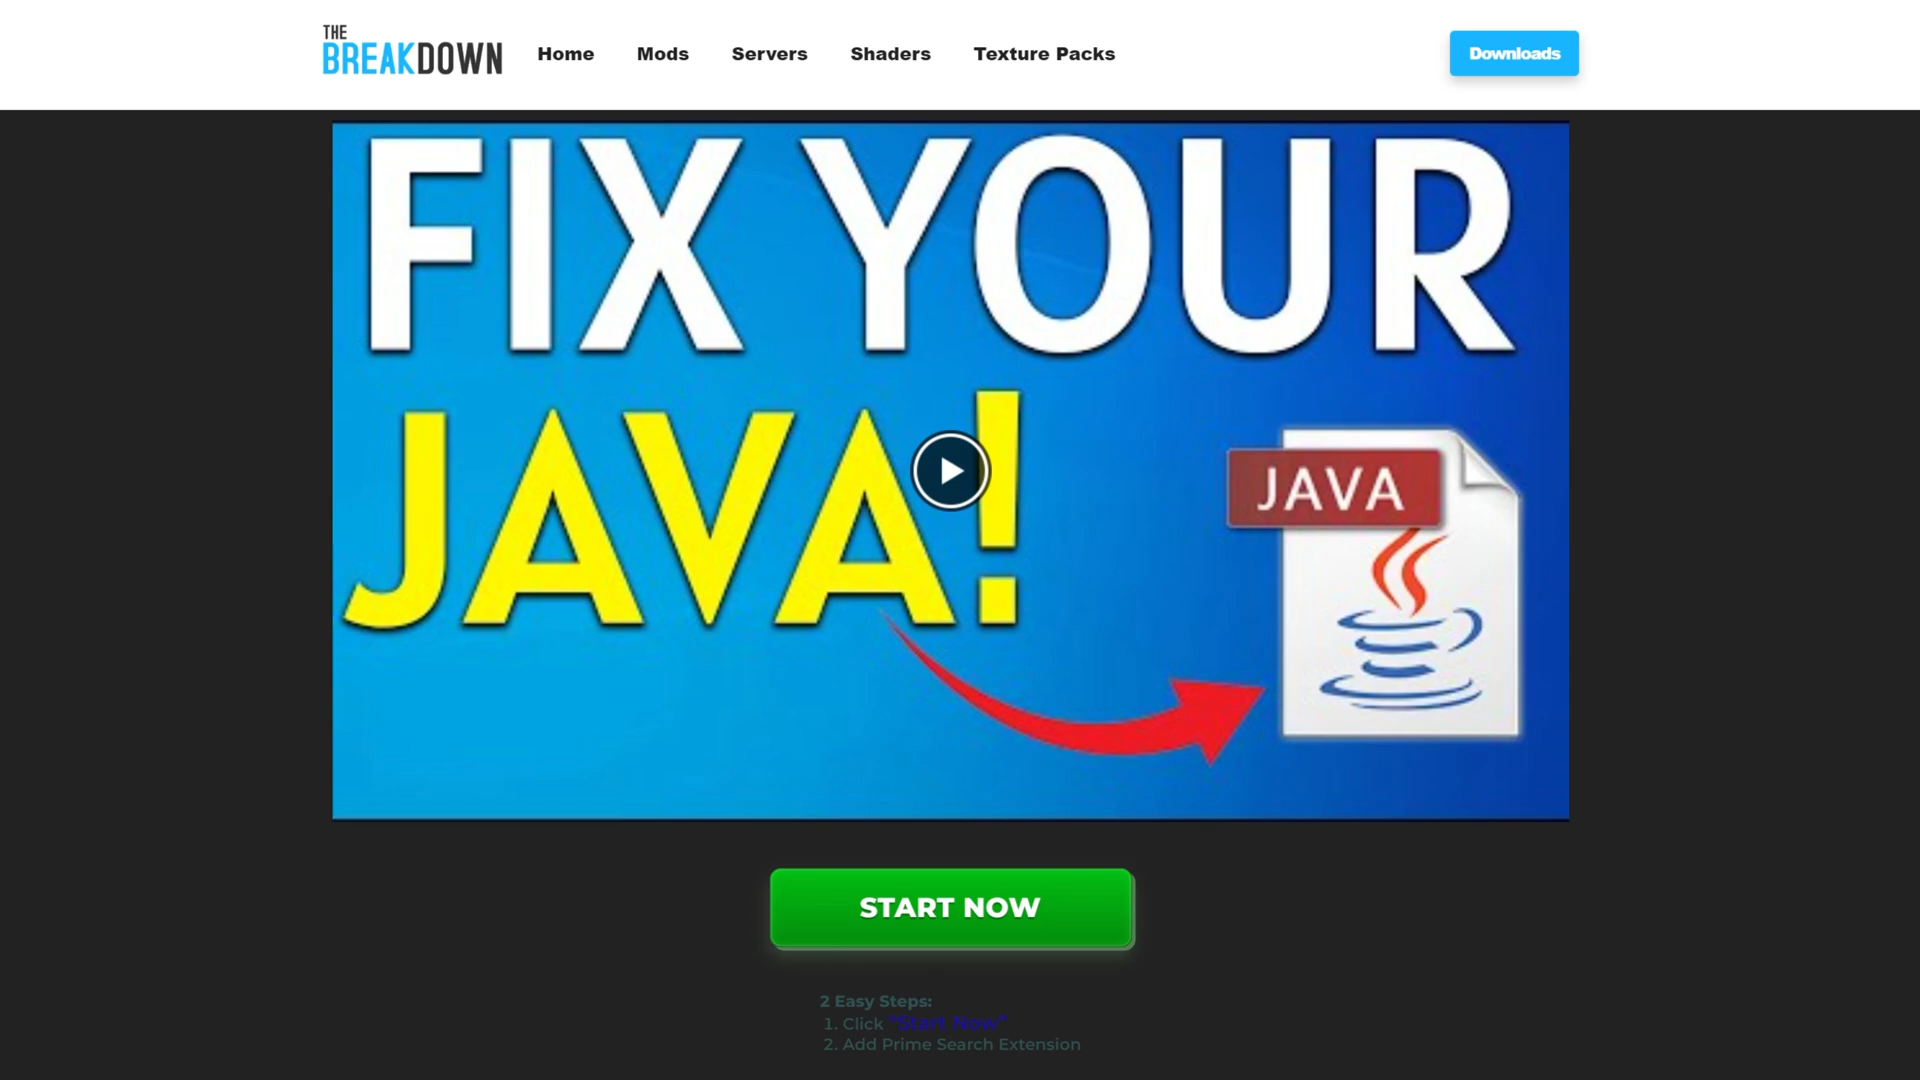 THE
BREAKDOWN
Home Mods Servers Shaders Texture Packs Downloads
FIX YOUR
JAVA!
JAVA
START NOW
2 Easy Steps:
1. Click "Start Now"
2. Add Prime Search Extension